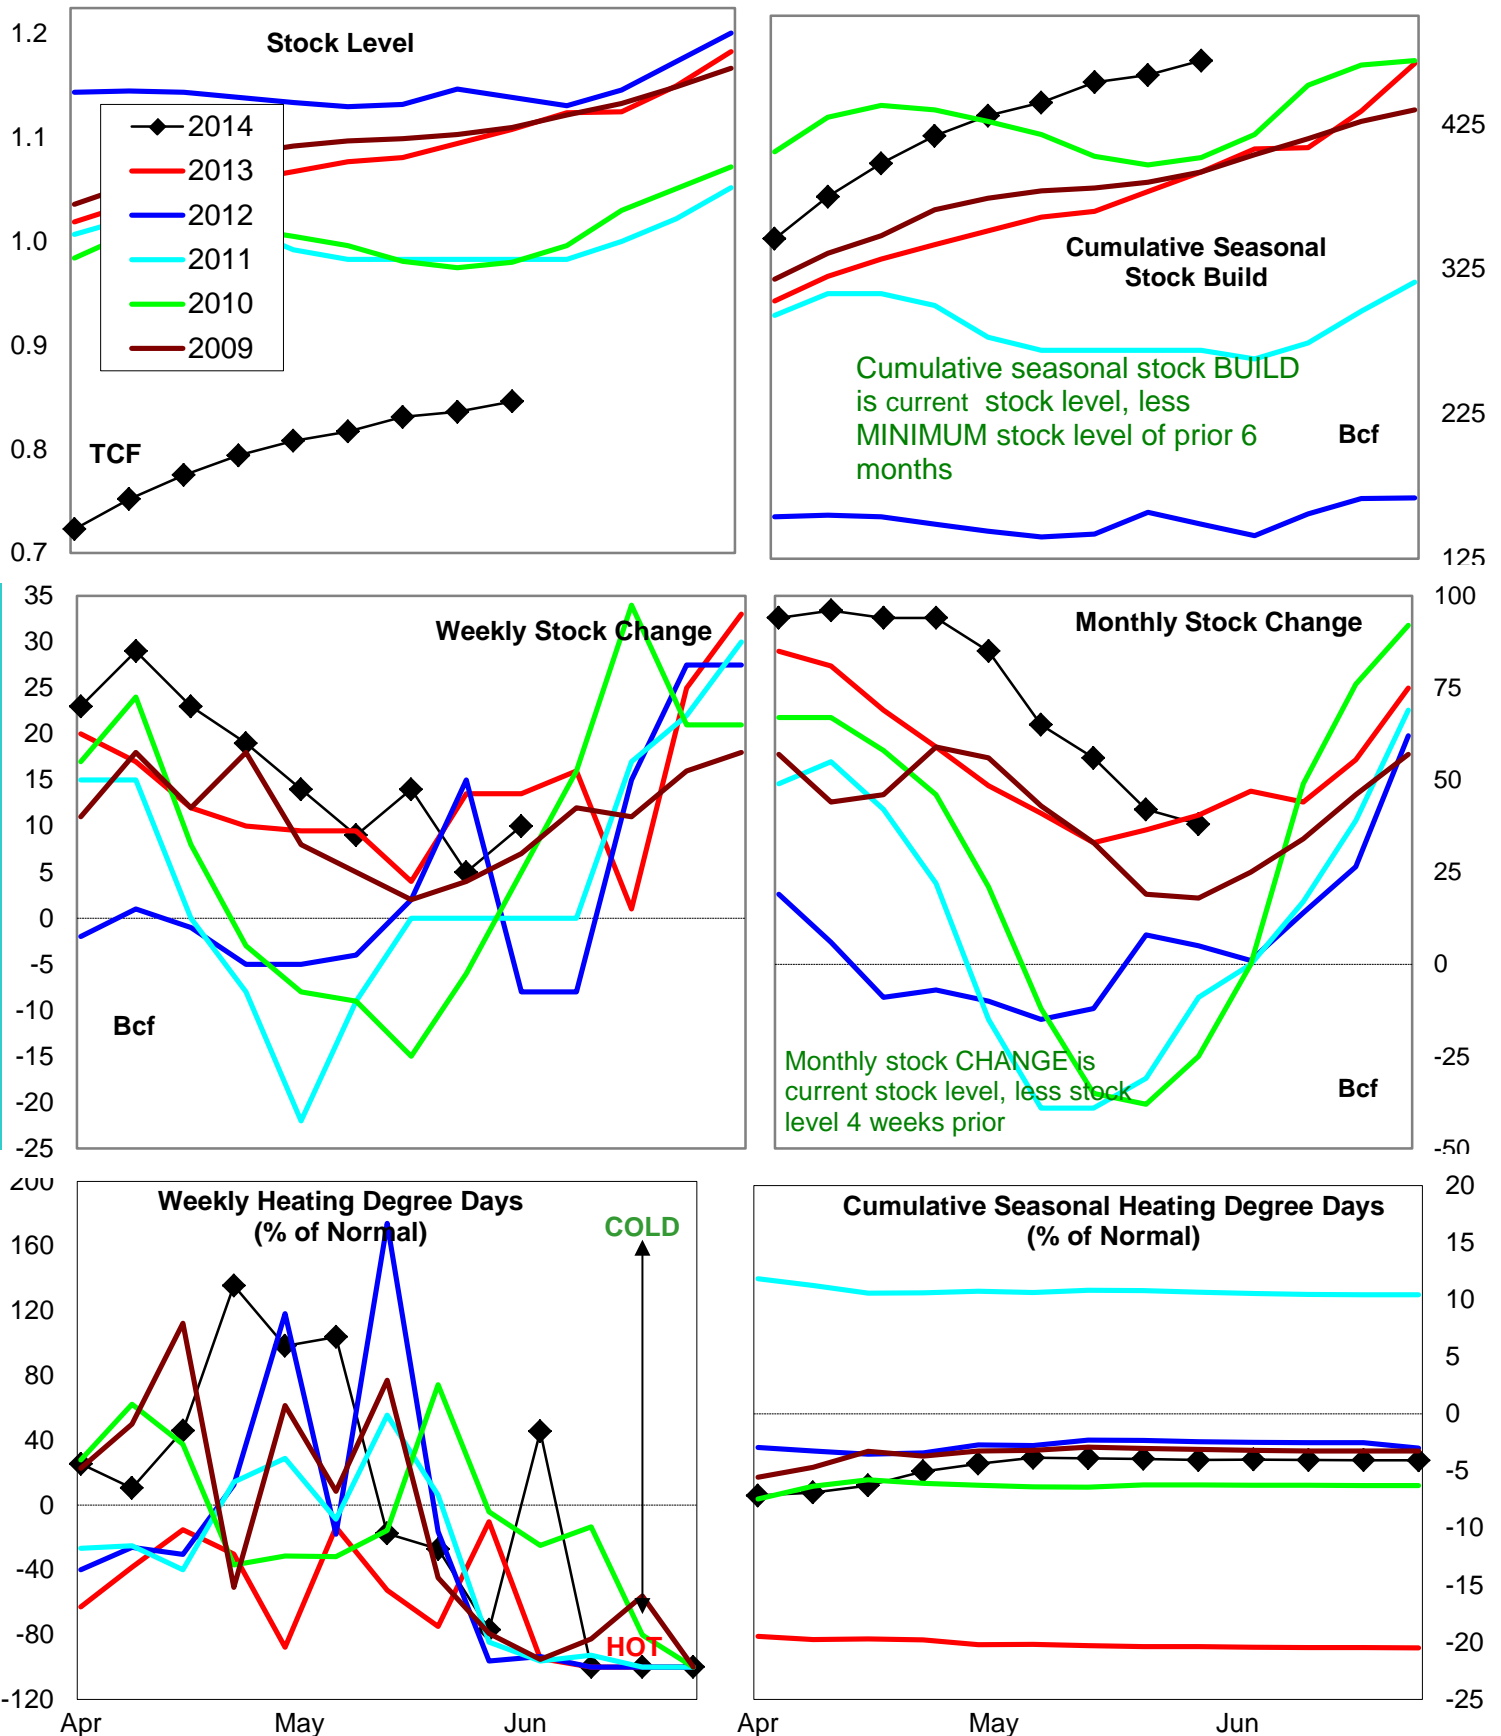 1.2
1.1
1.0
0.9
0.8
0.7
Stock Level
2014
2013
2012
2011
2010
2009
TCF
Cumulative Seasonal
Stock Build
Cumulative seasonal stock BUILD
is current stock level, less
MINIMUM stock level of prior 6
months
Bcf
425
325
225
125
35
30
25
20
15
10
5
0
-5
-10
-15
-20
-25
Weekly Stock Change
Bcf
Monthly Stock Change
Monthly stock CHANGE is
current stock level, less stock
level 4 weeks prior
Bcf
100
75
50
25
0
-25
-50
200
160
120
80
40
0
-40
-80
-120
Weekly Heating Degree Days
(% of Normal)
COLD
HOT
Apr
May
Jun
Cumulative Seasonal Heating Degree Days
(% of Normal)
20
15
10
5
0
-5
-10
-15
-20
-25
Apr
May
Jun